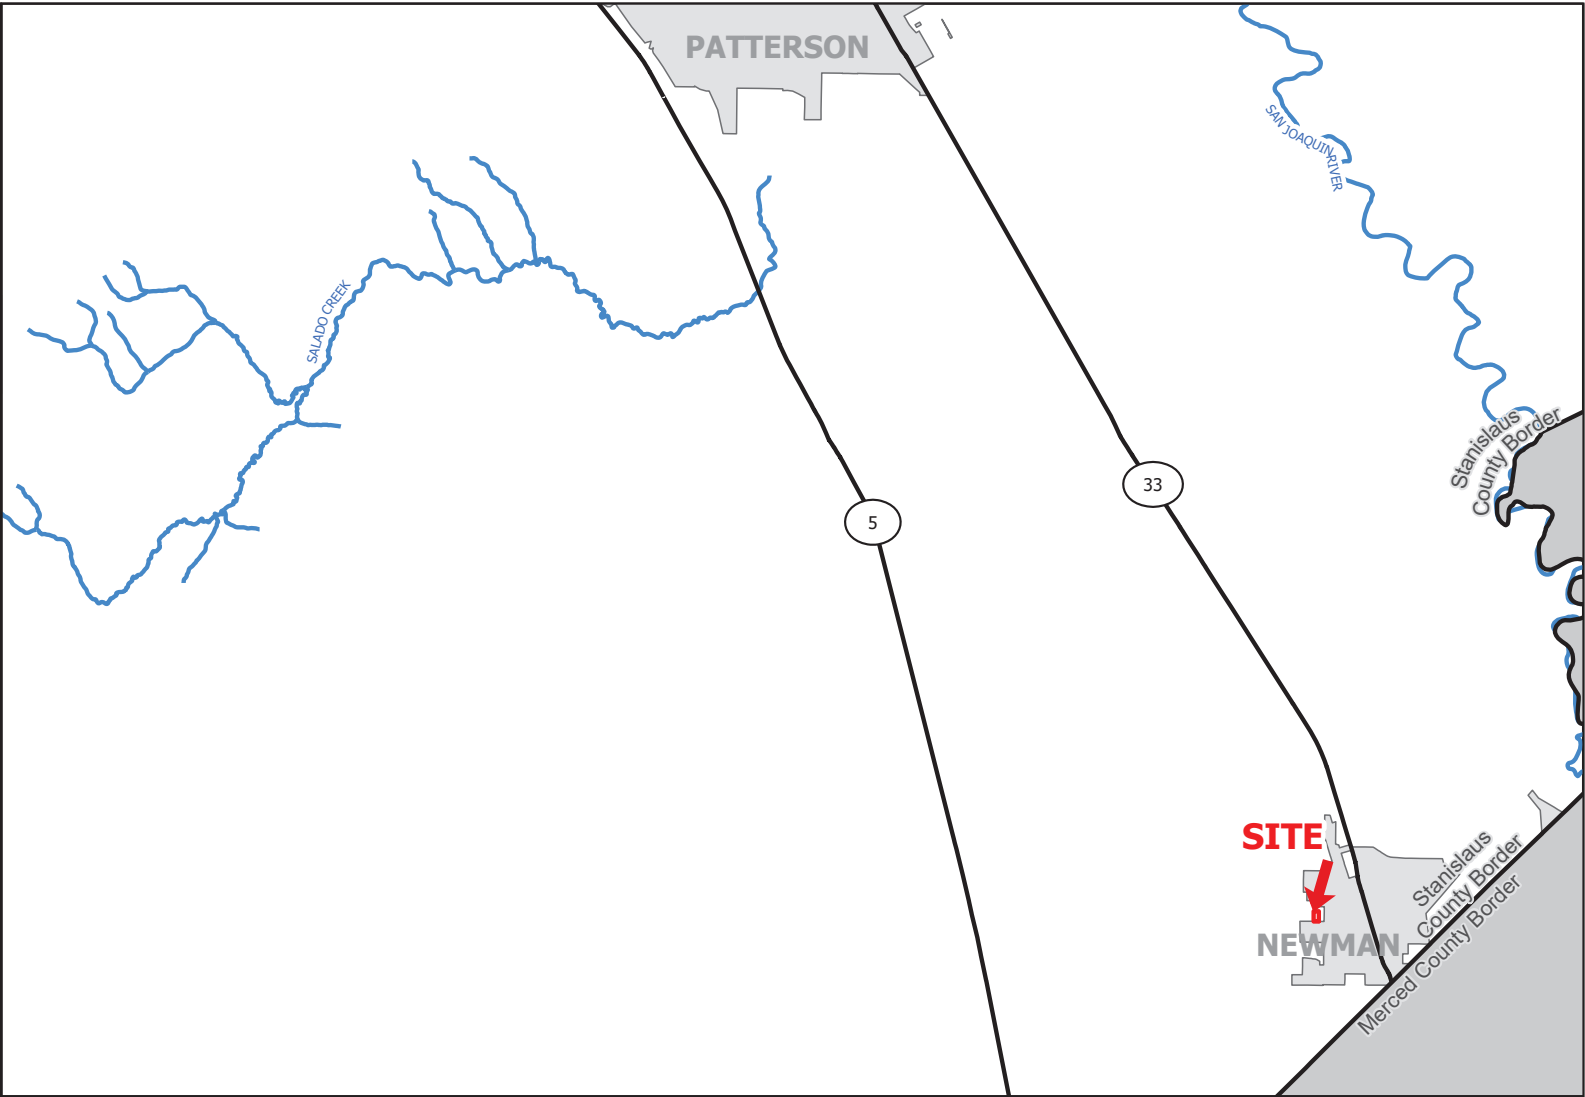 PATTERSON
SAN JOAQUIN
RIVER
SALADO CREEK
Stanislaus
County Border
33
5
SITE
NEWMAN
Stanislaus
County Border
Merced County Border